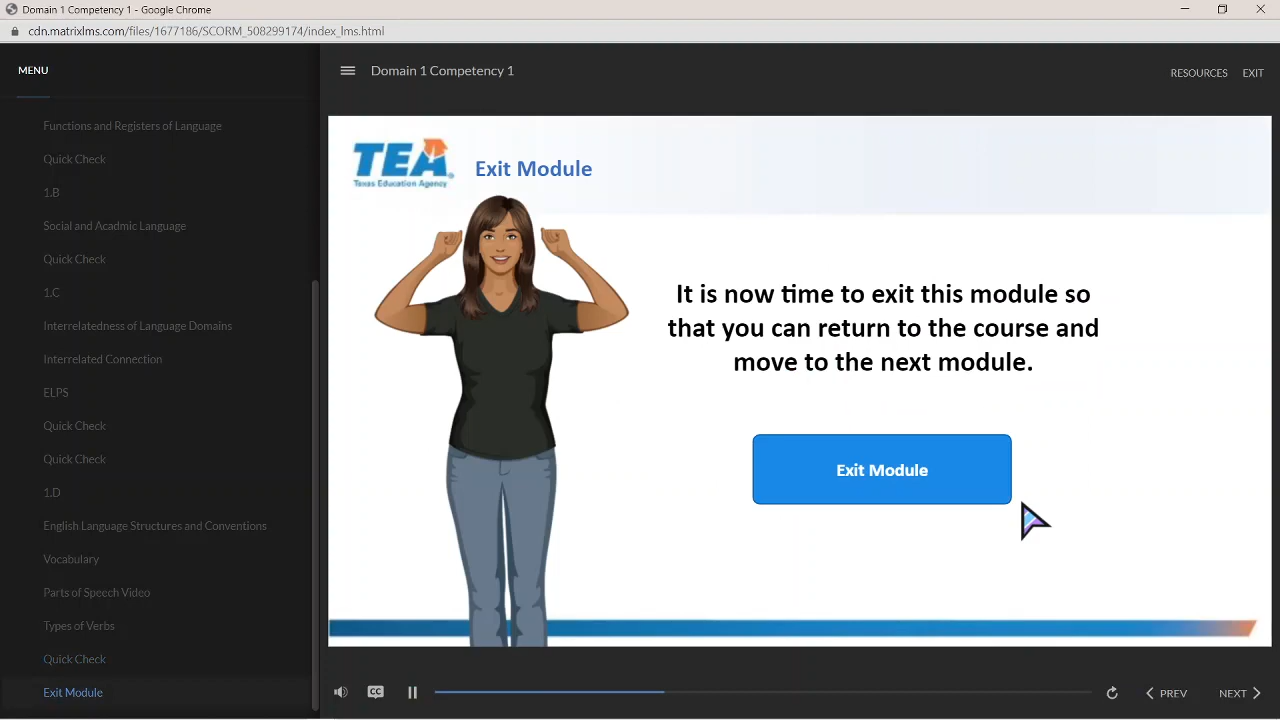 Domain 1 Competency 1 - Google Chrome
cdn.matrixlms.com/files/1677186/SCORM_508299174/index_lms.html
MENU
Domain 1 Competency 1
RESOURCES
EXIT
Functions and Registers of Language
Quick Check
1.B
Social and Acadmic Language
Quick Check
1.C
Interrelatedness of Language Domains
Interrelated Connection
ELPS
Quick Check
Quick Check
1.D
English Language Structures and Conventions
Vocabulary
Parts of Speech Video
Types of Verbs
Quick Check
Exit Module
TEA
Texas Education Agency
Exit Module
It is now time to exit this module so
that you can return to the course and
move to the next module.
Exit Module
CC
PREV
NEXT